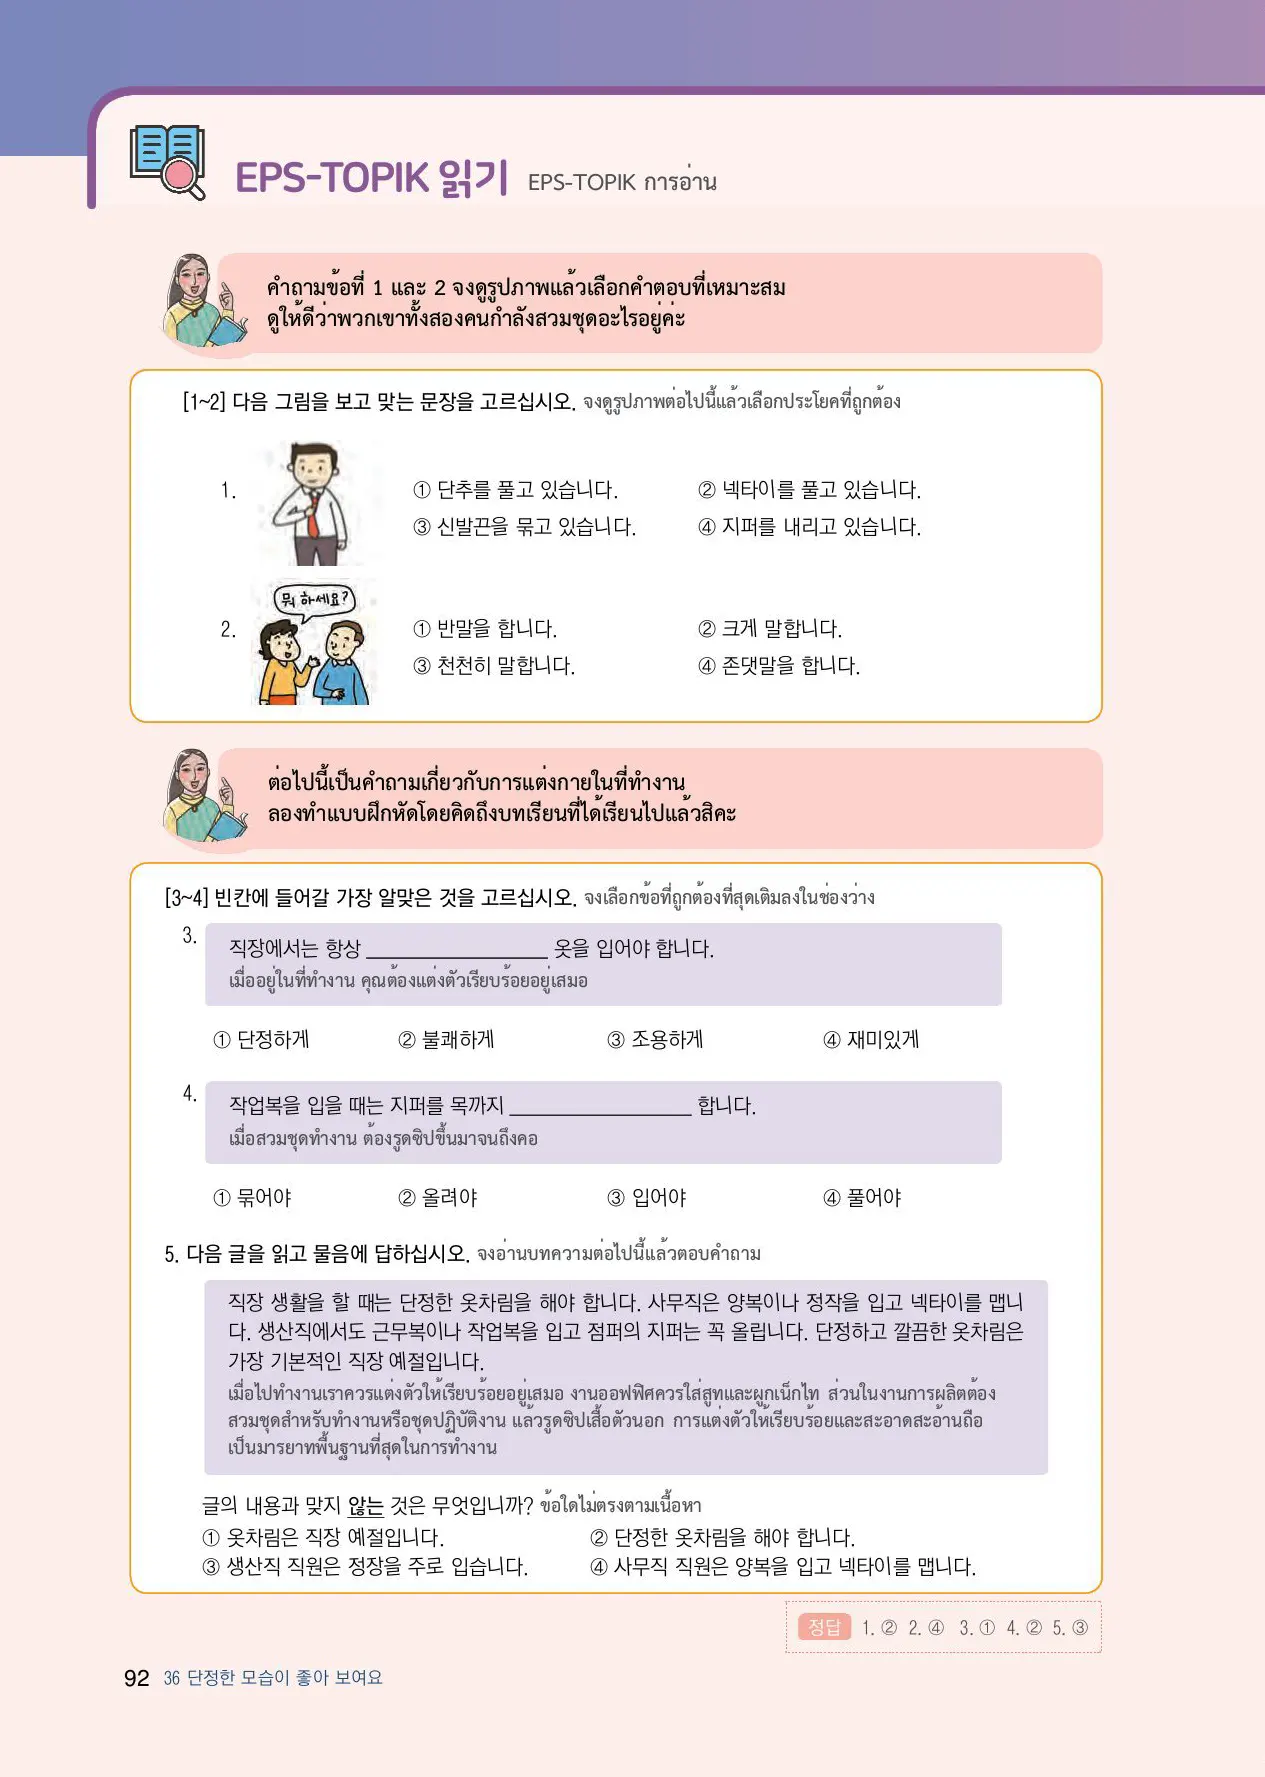 EPS-TOPIK 읽기 EPS-TOPIK การอ่าน
คำถามข้อที่ 1 และ 2 จงดูรูปภาพแล้วเลือกคำตอบที่เหมาะสม
ดูให้ดีว่าพวกเขาทั้งสองคนกำลังสวมชุดอะไรอยู่ค่ะ
[1~2] 다음 그림을 보고 맞는 문장을 고르십시오. จงดูรูปภาพต่อไปนี้แล้วเลือกประโยคที่ถูกต้อง
1. ① 단추를 풀고 있습니다. ② 넥타이를 풀고 있습니다.
③ 신발끈을 묶고 있습니다. ④ 지퍼를 내리고 있습니다.
뭐 하세요?
2. ① 반말을 합니다. ② 크게 말합니다.
③ 천천히 말합니다. ④ 존댓말을 합니다.
ต่อไปนี้เป็นคำถามเกี่ยวกับการแต่งกายในที่ทำงาน
ลองทำแบบฝึกหัดโดยคิดถึงบทเรียนที่ได้เรียนไปแล้วสิคะ
[3~4] 빈칸에 들어갈 가장 알맞은 것을 고르십시오. จงเลือกข้อที่ถูกต้องที่สุดเติมลงในช่องว่าง
3. 직장에서는 항상 ________________ 옷을 입어야 합니다.
เมื่ออยู่ในที่ทำงาน คุณต้องแต่งตัวเรียบร้อยอยู่เสมอ
① 단정하게 ② 불쾌하게 ③ 조용하게 ④ 재미있게
4. 작업복을 입을 때는 지퍼를 목까지 ________________ 합니다.
เมื่อสวมชุดทำงาน ต้องรูดซิปขึ้นมาจนถึงคอ
① 묶어야 ② 올려야 ③ 입어야 ④ 풀어야
5. 다음 글을 읽고 물음에 답하십시오. จงอ่านบทความต่อไปนี้แล้วตอบคำถาม
직장 생활을 할 때는 단정한 옷차림을 해야 합니다. 사무직은 양복이나 정작을 입고 넥타이를 맵니
다. 생산직에서도 근무복이나 작업복을 입고 점퍼의 지퍼는 꼭 올립니다. 단정하고 깔끔한 옷차림은
가장 기본적인 직장 예절입니다.
เมื่อไปทำงานเราควรแต่งตัวให้เรียบร้อยอยู่เสมอ งานออฟฟิศควรใส่สูทและผูกเน็กไท ส่วนในงานการผลิตต้อง
สวมชุดสำหรับทำงานหรือชุดปฏิบัติงาน แล้วรูดซิปเสื้อตัวนอก การแต่งตัวให้เรียบร้อยและสะอาดสะอ้านถือ
เป็นมารยาทพื้นฐานที่สุดในการทำงาน
글의 내용과 맞지 않는 것은 무엇입니까? ข้อใดไม่ตรงตามเนื้อหา
① 옷차림은 직장 예절입니다. ② 단정한 옷차림을 해야 합니다.
③ 생산직 직원은 정장을 주로 입습니다. ④ 사무직 직원은 양복을 입고 넥타이를 맵니다.
정답 1. ② 2. ④ 3. ① 4. ② 5. ③
92 36 단정한 모습이 좋아 보여요